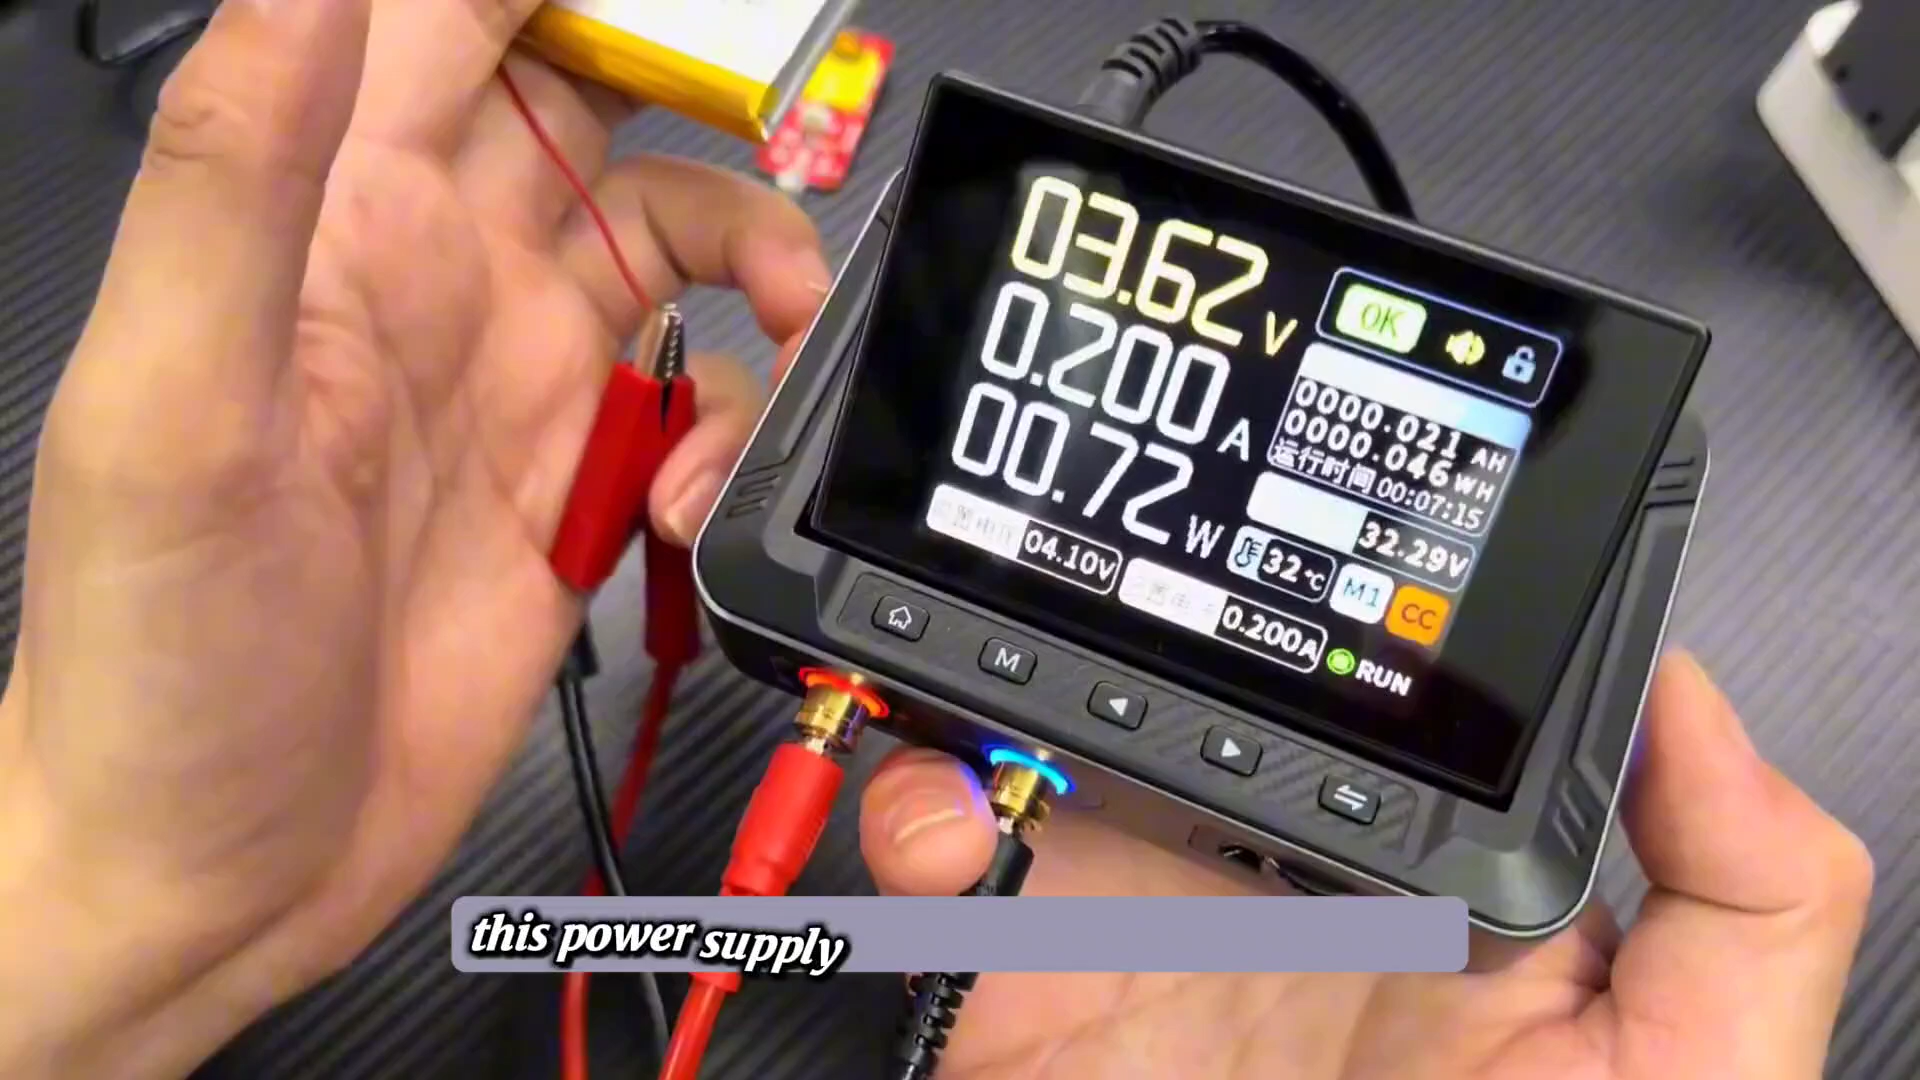 03.62 V
0.200 A
00.72 W
OK
0000.021 AH
0000.046 WH
运行时间 00:07:15
32.29V
04.10V
32℃
M1
CC
0.200A
RUN
M
this power supply